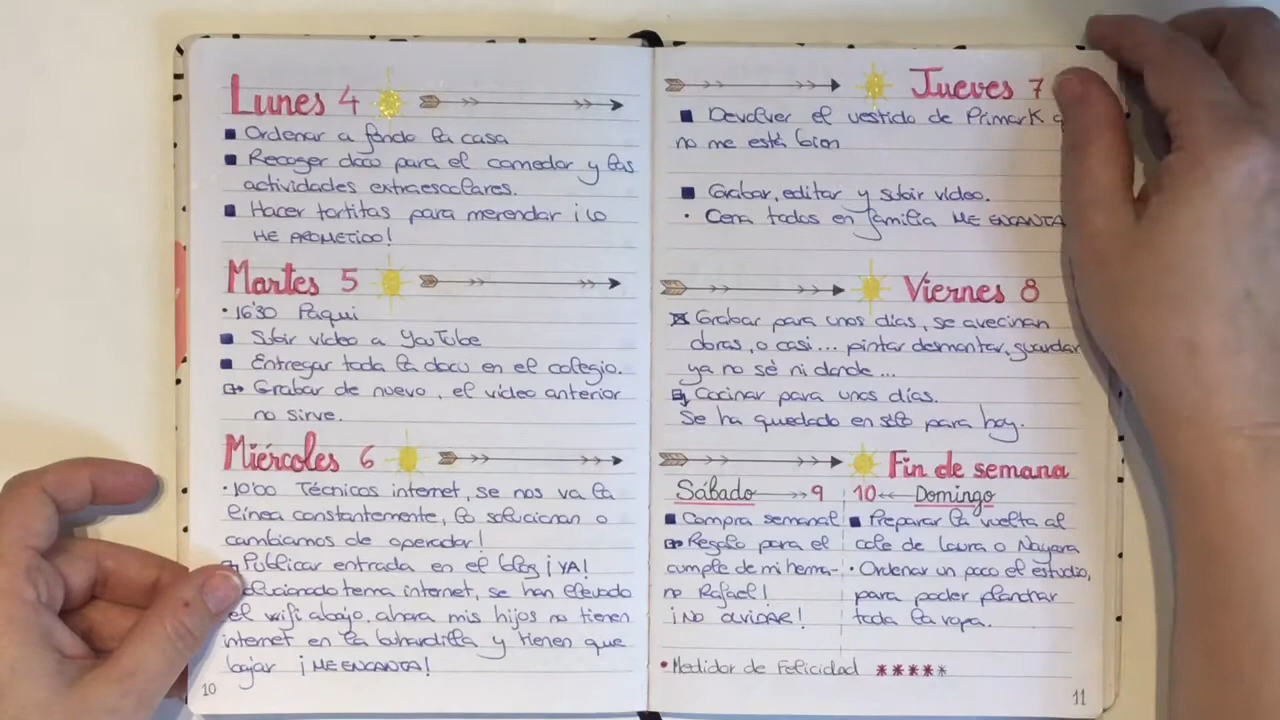 Lunes 4
Ordenar a fondo la casa
Recoger docu para el comedor y las
actividades extraescolares.
Hacer tortitas para merendar ¡LO
HE PROMETIDO!
Martes 5
• 16'30 Paqui
Subir vídeo a YouTube
Entregar toda la docu en el colegio.
Grabar de nuevo, el vídeo anterior
no sirve.
Miércoles 6
• 10'00 Técnicos internet, se nos va la
línea constantemente, lo solucionan o
cambiamos de operador!
Publicar entrada en el blog ¡YA!
tema internet, se han llevado
el wifi abajo. ahora mis hijos no tienen
internet en la buhardilla y tienen que
bajar ¡ME ENCANTA!
10
Jueves 7
Devolver el vestido de Primark
no me está bien
Grabar, editar y subir vídeo.
• Cena todos en familia ME ENCANTA
Viernes 8
Grabar para unos días, se avecinan
obras, o casi... pintar desmontar, guardar
ya no sé ni donde...
Cocinar para unos días.
Se ha quedado en sólo para hoy.
Fin de semana
Sábado 9
Compra semanal
Regalo para el
cumple de mi herma-
no Rafael!
¡NO OLVIDAR!
10 Domingo
Preparar la vuelta al
cole de Laura o Nayara
• Ordenar un poco el estudio,
para poder planchar
toda la ropa.
• Medidor de Felicidad *****
11